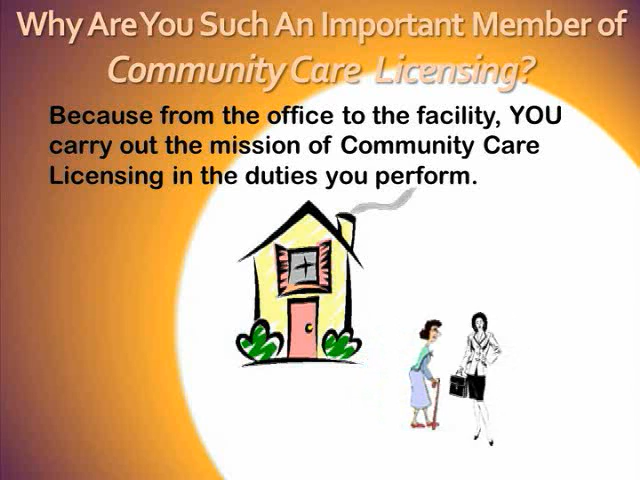 Why Are You Such An Important Member of
Community Care Licensing?
Because from the office to the facility, YOU
carry out the mission of Community Care
Licensing in the duties you perform.